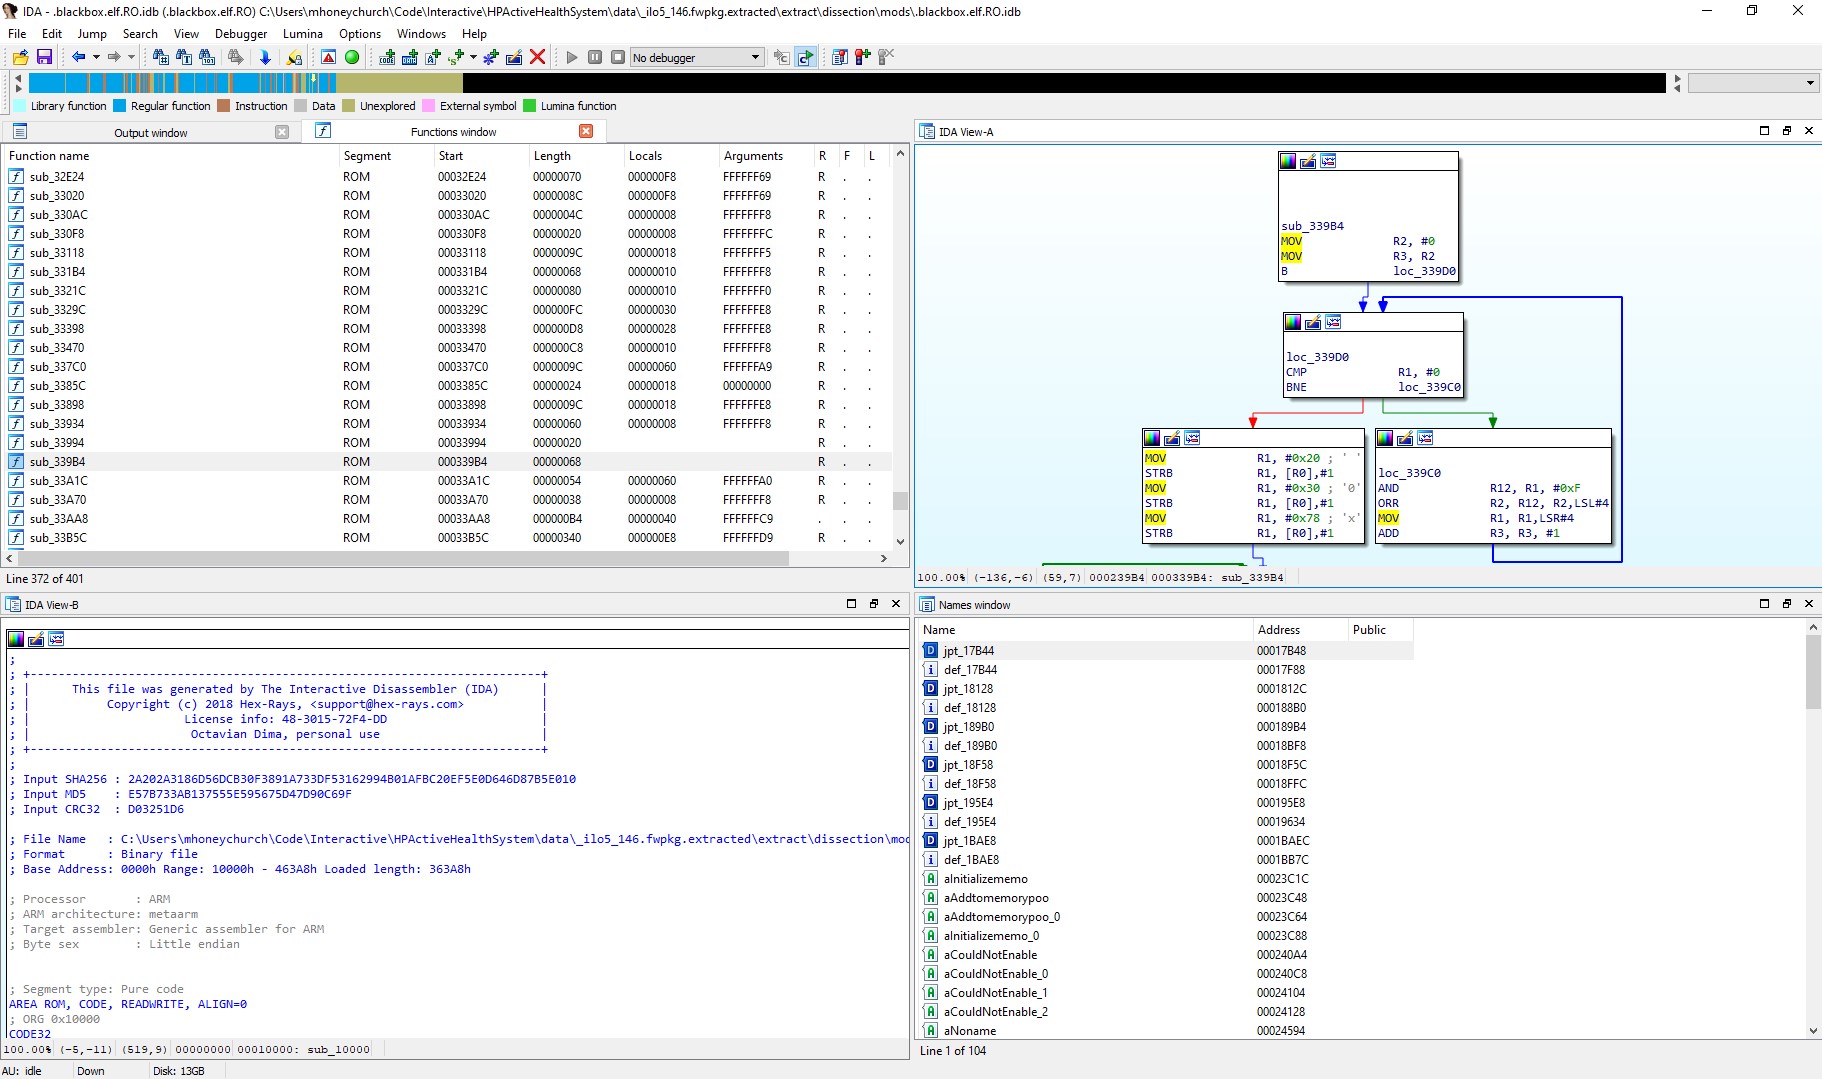 IDA - .blackbox.elf.RO.idb (.blackbox.elf.RO) C:\Users\mhoneychurch\Code\Interactive\HPActiveHealthSystem\data\_ilo5_146.fwpkg.extracted\extract\dissection\mods\.blackbox.elf.RO.idb
File Edit Jump Search View Debugger Lumina Options Windows Help
No debugger
Library function Regular function Instruction Data Unexplored External symbol Lumina function
Output window Functions window
Function name Segment Start Length Locals Arguments R F L
sub_32E24 ROM 00032E24 00000070 000000F8 FFFFFF69 R . .
sub_33020 ROM 00033020 0000008C 000000F8 FFFFFF69 R . .
sub_330AC ROM 000330AC 0000004C 00000008 FFFFFFF8 R . .
sub_330F8 ROM 000330F8 00000020 00000008 FFFFFFFC R . .
sub_33118 ROM 00033118 0000009C 00000018 FFFFFFF5 R . .
sub_331B4 ROM 000331B4 00000068 00000010 FFFFFFF8 R . .
sub_3321C ROM 0003321C 00000080 00000010 FFFFFFF0 R . .
sub_3329C ROM 0003329C 000000FC 00000030 FFFFFFE8 R . .
sub_33398 ROM 00033398 000000D8 00000028 FFFFFFE8 R . .
sub_33470 ROM 00033470 000000C8 00000010 FFFFFFF8 R . .
sub_337C0 ROM 000337C0 0000009C 00000060 FFFFFFA9 R . .
sub_3385C ROM 0003385C 00000024 00000018 00000000 R . .
sub_33898 ROM 00033898 0000009C 00000018 FFFFFFE8 R . .
sub_33934 ROM 00033934 00000060 00000008 FFFFFFF8 R . .
sub_33994 ROM 00033994 00000020 R . .
sub_339B4 ROM 000339B4 00000068 R . .
sub_33A1C ROM 00033A1C 00000054 00000060 FFFFFFA0 R . .
sub_33A70 ROM 00033A70 00000038 00000008 FFFFFFF8 R . .
sub_33AA8 ROM 00033AA8 000000B4 00000040 FFFFFFC9 . . .
sub_33B5C ROM 00033B5C 00000340 000000E8 FFFFFFD9 R . .
Line 372 of 401
IDA View-A
sub_339B4
MOV R2, #0
MOV R3, R2
B loc_339D0
loc_339D0
CMP R1, #0
BNE loc_339C0
MOV R1, #0x20 ; ' '
STRB R1, [R0],#1
MOV R1, #0x30 ; '0'
STRB R1, [R0],#1
MOV R1, #0x78 ; 'x'
STRB R1, [R0],#1
loc_339C0
AND R12, R1, #0xF
ORR R2, R12, R2,LSL#4
MOV R1, R1,LSR#4
ADD R3, R3, #1
100.00% (-136,-6) (59,7) 000239B4 000339B4: sub_339B4
IDA View-B
;
; +-------------------------------------------------------------------------+
; | This file was generated by The Interactive Disassembler (IDA) |
; | Copyright (c) 2018 Hex-Rays, <support@hex-rays.com> |
; | License info: 48-3015-72F4-DD |
; | Octavian Dima, personal use |
; +-------------------------------------------------------------------------+
;
; Input SHA256 : 2A202A3186D56DCB30F3891A733DF53162994B01AFBC20EF5E0D646D87B5E010
; Input MD5 : E57B733AB137555E595675D47D90C69F
; Input CRC32 : D03251D6
; File Name : C:\Users\mhoneychurch\Code\Interactive\HPActiveHealthSystem\data\_ilo5_146.fwpkg.extracted\extract\dissection\mod
; Format : Binary file
; Base Address: 0000h Range: 10000h - 463A8h Loaded length: 363A8h
; Processor : ARM
; ARM architecture: metaarm
; Target assembler: Generic assembler for ARM
; Byte sex : Little endian
; Segment type: Pure code
AREA ROM, CODE, READWRITE, ALIGN=0
; ORG 0x10000
CODE32
100.00% (-5,-11) (519,9) 00000000 00010000: sub_10000
Names window
Name Address Public
jpt_17B44 00017B48
def_17B44 00017F88
jpt_18128 0001812C
def_18128 000188B0
jpt_189B0 000189B4
def_189B0 00018BF8
jpt_18F58 00018F5C
def_18F58 00018FFC
jpt_195E4 000195E8
def_195E4 00019634
jpt_1BAE8 0001BAEC
def_1BAE8 0001BB7C
aInitializememo 00023C1C
aAddtomemorypoo 00023C48
aAddtomemorypoo_0 00023C64
aInitializememo_0 00023C88
aCouldNotEnable 000240A4
aCouldNotEnable_0 000240C8
aCouldNotEnable_1 00024104
aCouldNotEnable_2 00024128
aNoname 00024594
Line 1 of 104
AU: idle Down Disk: 13GB